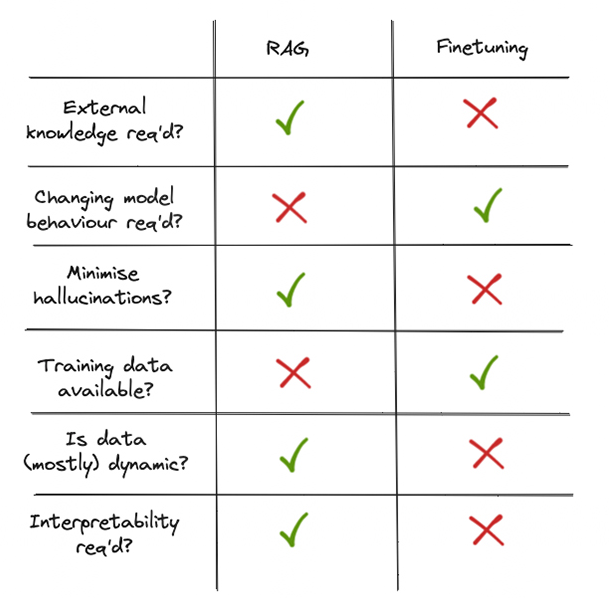 RAG Finetuning
External
knowledge req'd?
Changing model
behaviour req'd?
Minimise
hallucinations?
Training data
available?
Is data
(mostly) dynamic?
Interpretability
req'd?